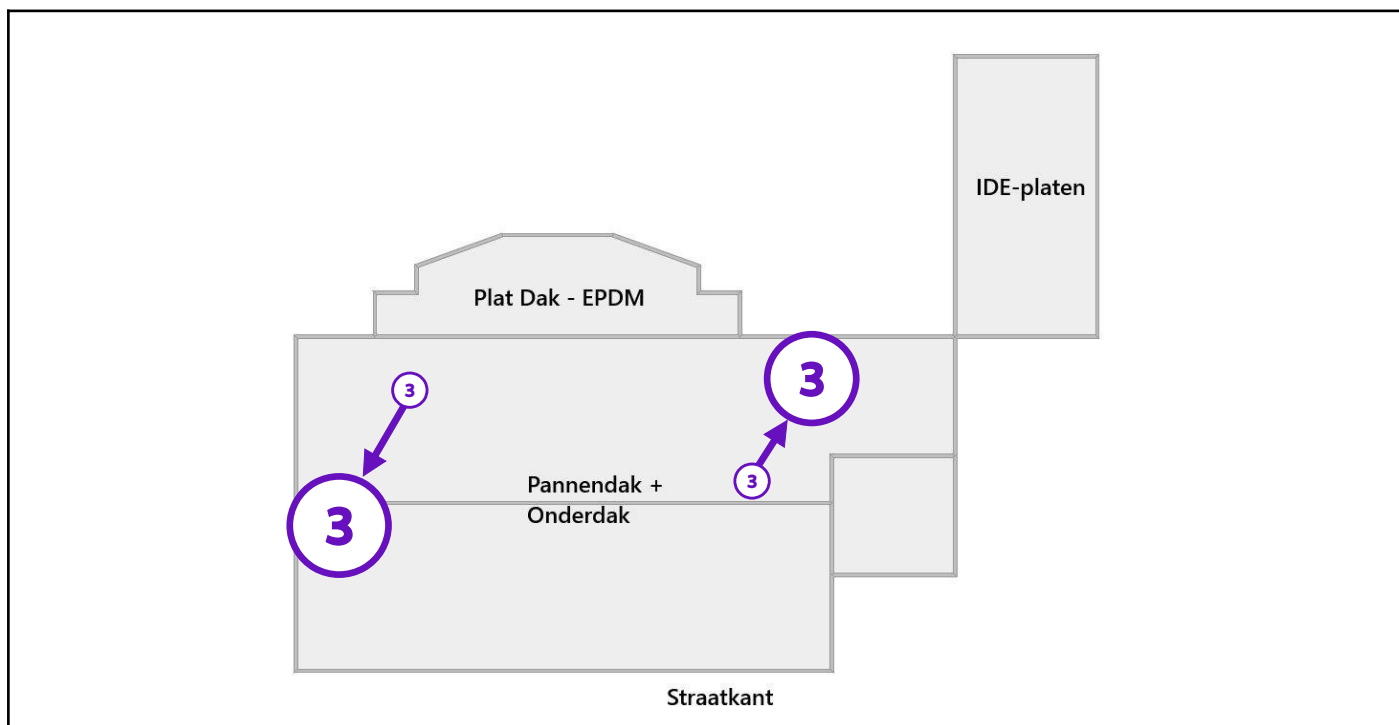 IDE-platen
Plat Dak - EPDM
3
3
3
Pannendak +
Onderdak
3
Straatkant